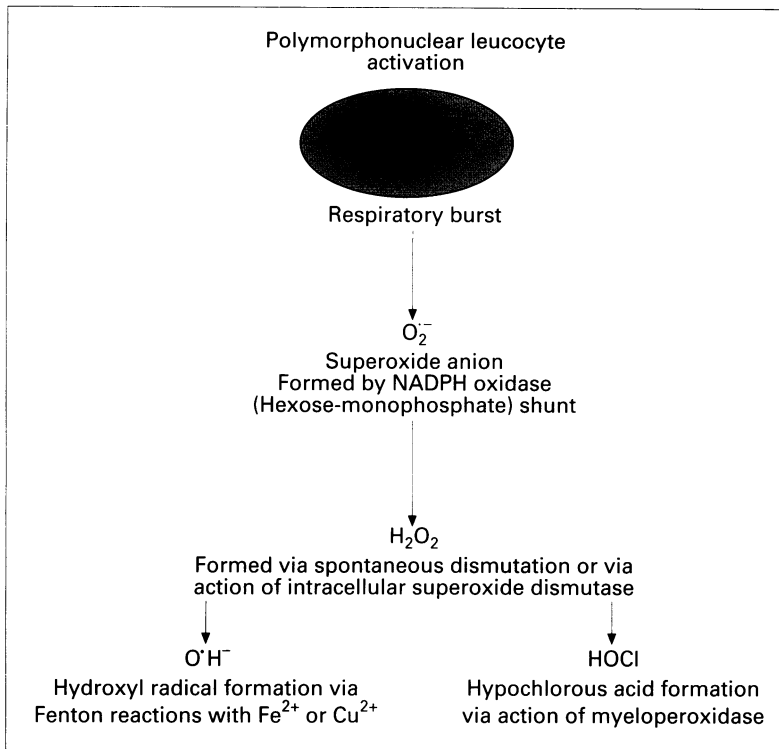 Polymorphonuclear leucocyte
activation
Respiratory burst
O₂˙⁻
Superoxide anion
Formed by NADPH oxidase
(Hexose-monophosphate) shunt
H₂O₂
Formed via spontaneous dismutation or via
action of intracellular superoxide dismutase
O˙H⁻
Hydroxyl radical formation via
Fenton reactions with Fe²⁺ or Cu²⁺
HOCl
Hypochlorous acid formation
via action of myeloperoxidase